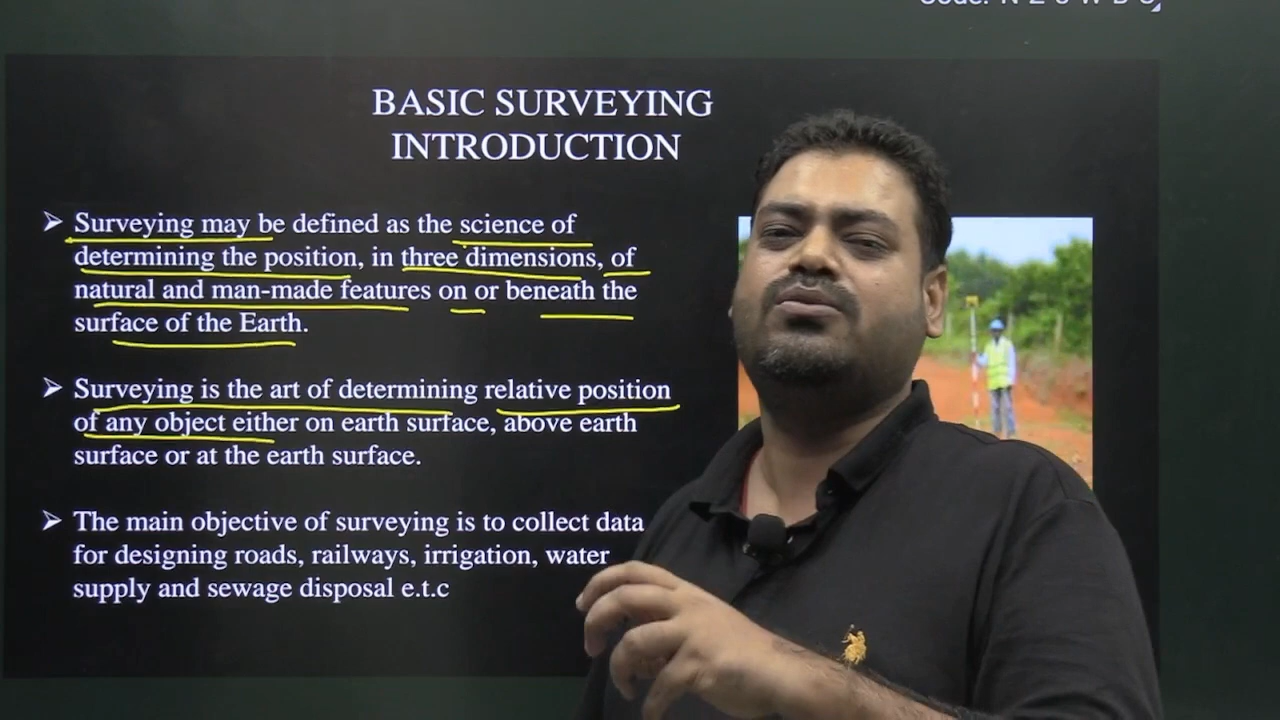 BASIC SURVEYING
INTRODUCTION
➢ Surveying may be defined as the science of
determining the position, in three dimensions, of
natural and man-made features on or beneath the
surface of the Earth.
➢ Surveying is the art of determining relative position
of any object either on earth surface, above earth
surface or at the earth surface.
➢ The main objective of surveying is to collect data
for designing roads, railways, irrigation, water
supply and sewage disposal e.t.c